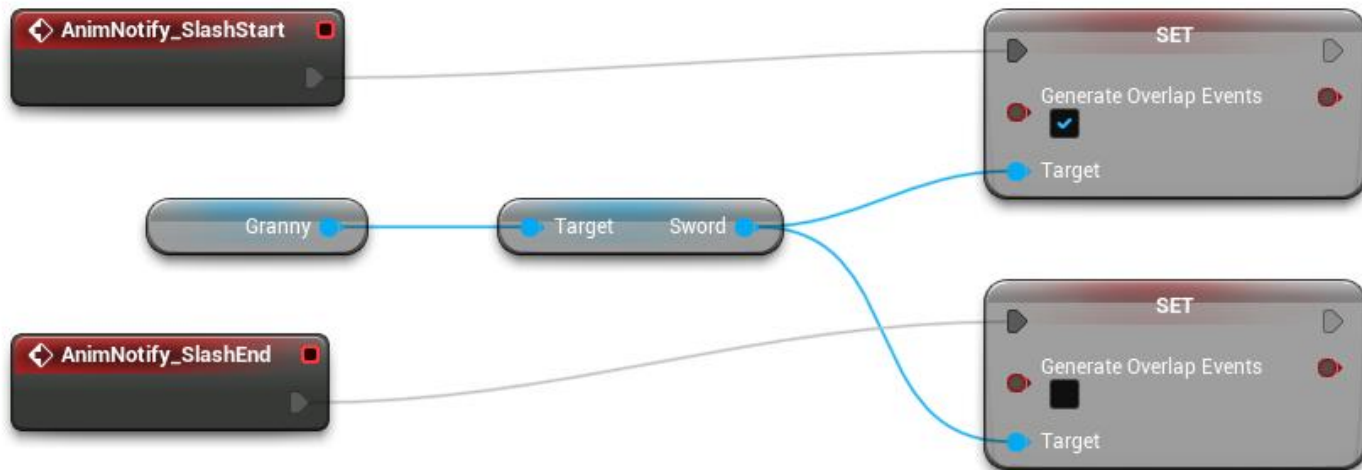 AnimNotify_SlashStart
SET
Generate Overlap Events
Target
Granny
Target Sword
AnimNotify_SlashEnd
SET
Generate Overlap Events
Target